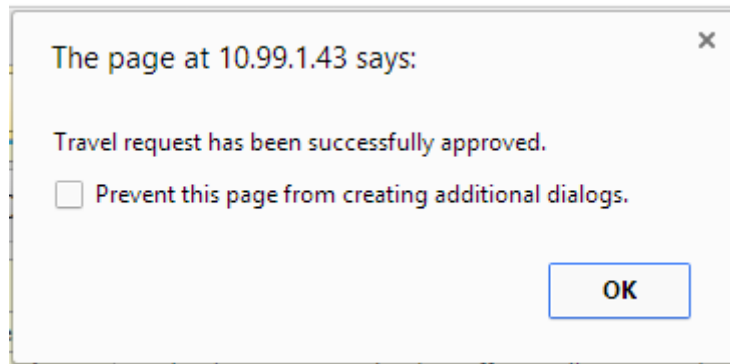 The page at 10.99.1.43 says:
Travel request has been successfully approved.
Prevent this page from creating additional dialogs.
OK